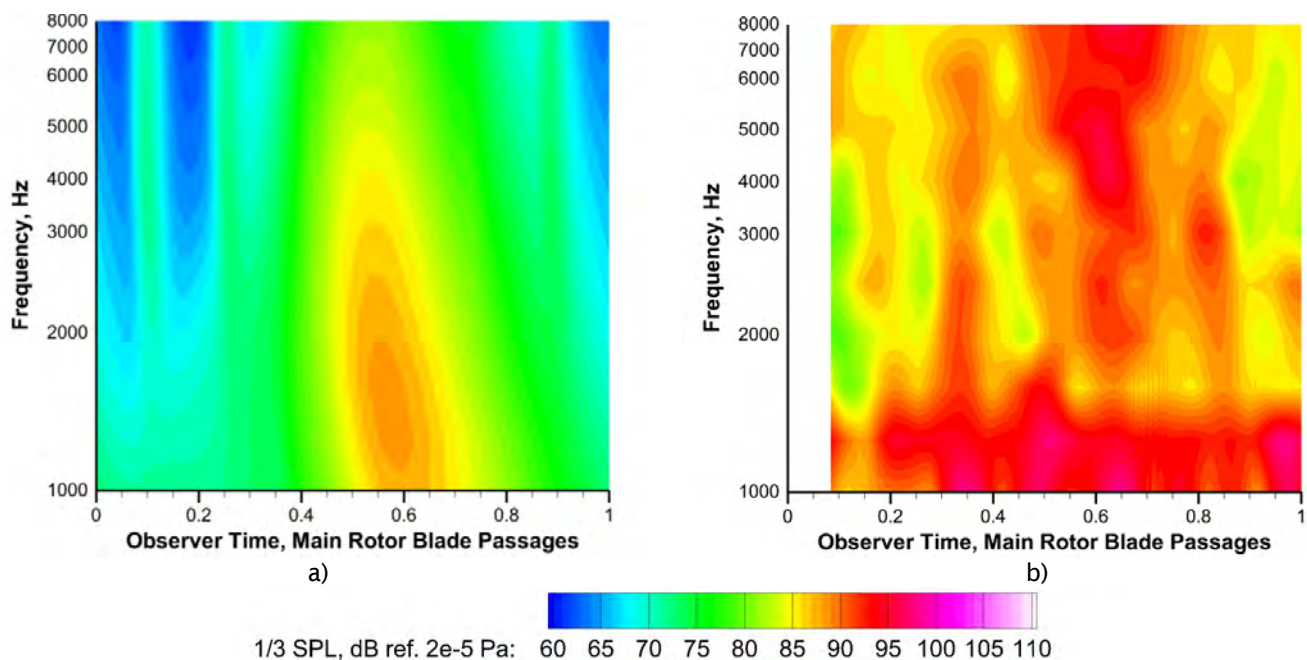 8000
7000
6000
5000
4000
3000
2000
1000
Frequency, Hz
0 0.2 0.4 0.6 0.8 1
Observer Time, Main Rotor Blade Passages
a)
8000
7000
6000
5000
4000
3000
2000
1000
Frequency, Hz
0 0.2 0.4 0.6 0.8 1
Observer Time, Main Rotor Blade Passages
b)
1/3 SPL, dB ref. 2e-5 Pa: 60 65 70 75 80 85 90 95 100 105 110